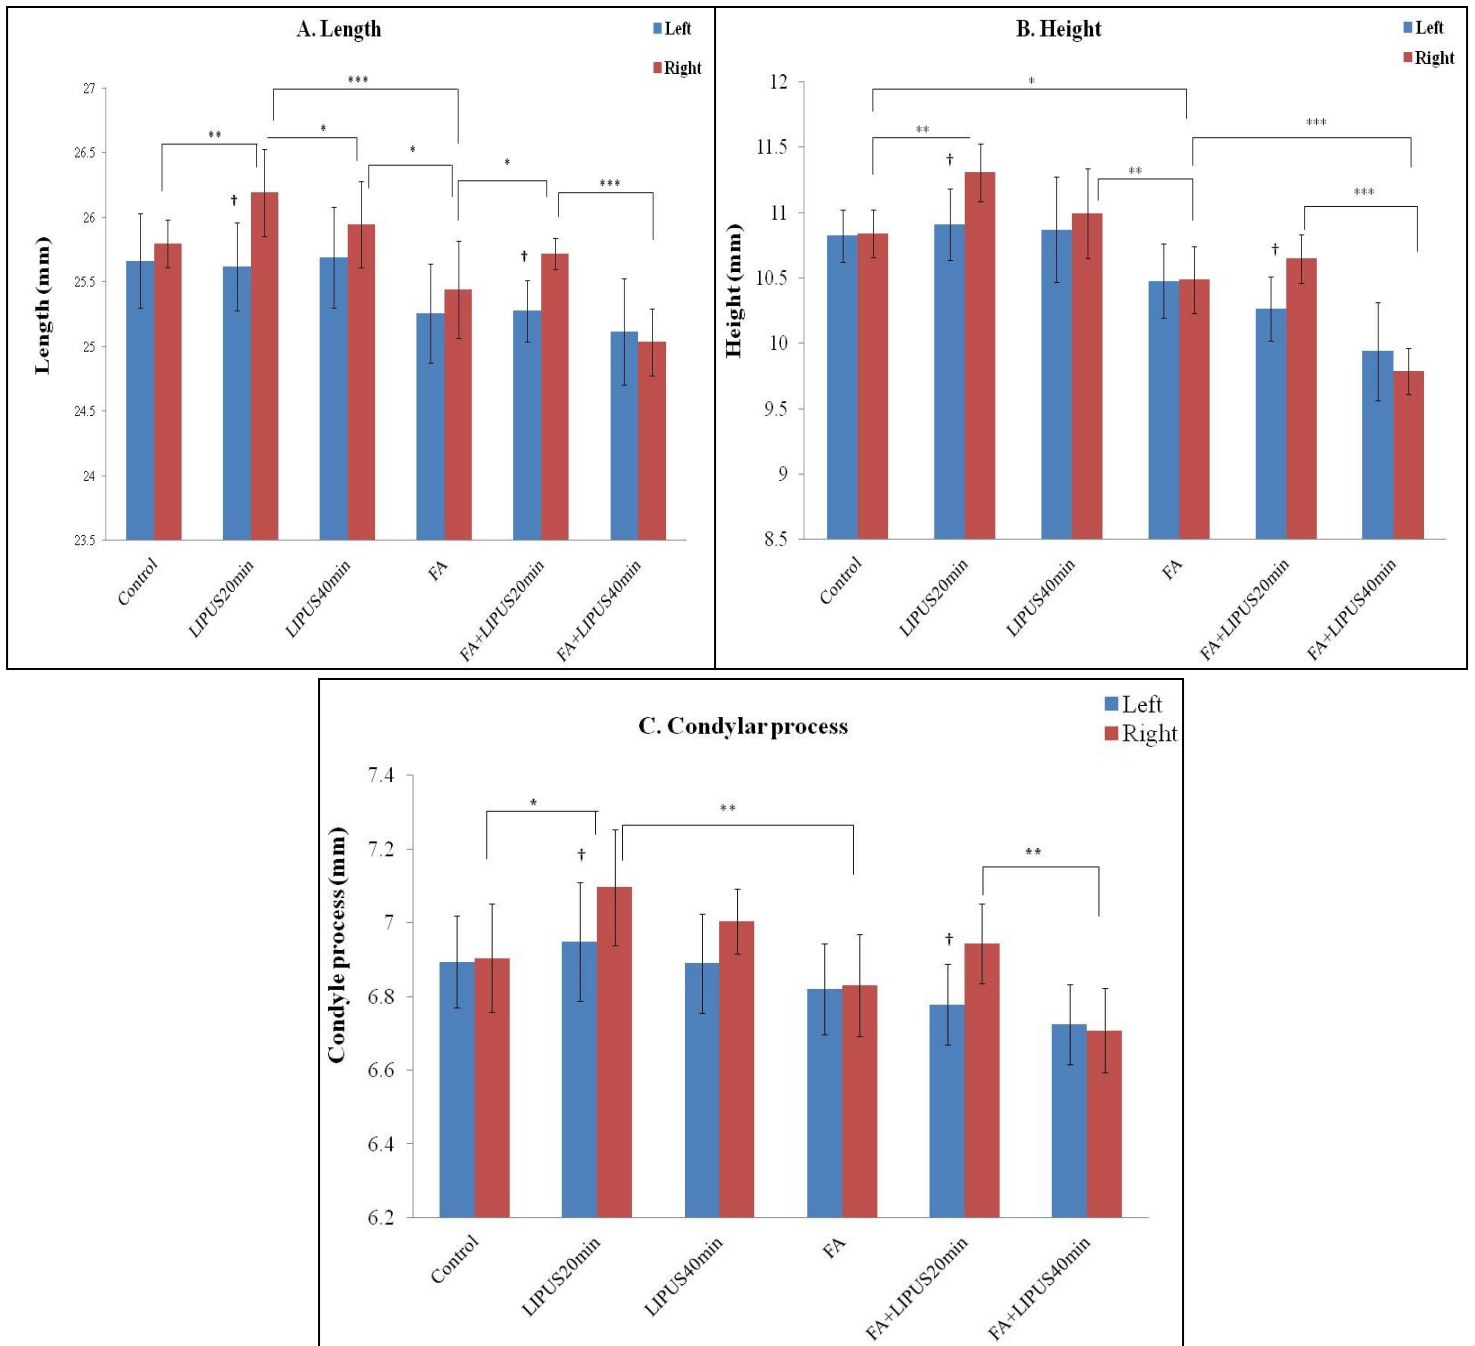 A. Length
Left
Right
Length (mm)
27
26.5
26
25.5
25
24.5
24
23.5
***
**
*
*
*
***
†
†
Control
LIPUS20min
LIPUS40min
FA
FA+LIPUS20min
FA+LIPUS40min
B. Height
Left
Right
Height (mm)
12
11.5
11
10.5
10
9.5
9
8.5
*
**
***
**
***
†
†
Control
LIPUS20min
LIPUS40min
FA
FA+LIPUS20min
FA+LIPUS40min
C. Condylar process
Left
Right
Condyle process (mm)
7.4
7.2
7
6.8
6.6
6.4
6.2
*
**
**
†
†
Control
LIPUS20min
LIPUS40min
FA
FA+LIPUS20min
FA+LIPUS40min